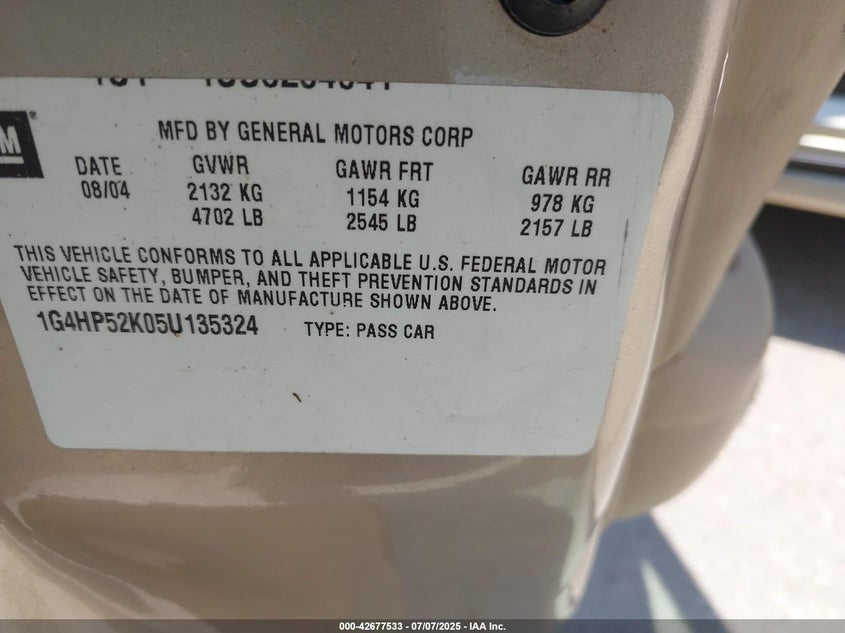 M®
MFD BY GENERAL MOTORS CORP
DATE GVWR GAWR FRT GAWR RR
08/04 2132 KG 1154 KG 978 KG
4702 LB 2545 LB 2157 LB
THIS VEHICLE CONFORMS TO ALL APPLICABLE U.S. FEDERAL MOTOR
VEHICLE SAFETY, BUMPER, AND THEFT PREVENTION STANDARDS IN
EFFECT ON THE DATE OF MANUFACTURE SHOWN ABOVE.
1G4HP52K05U135324 TYPE: PASS CAR
000-42677533 / 07/07/2025 - IAA Inc.